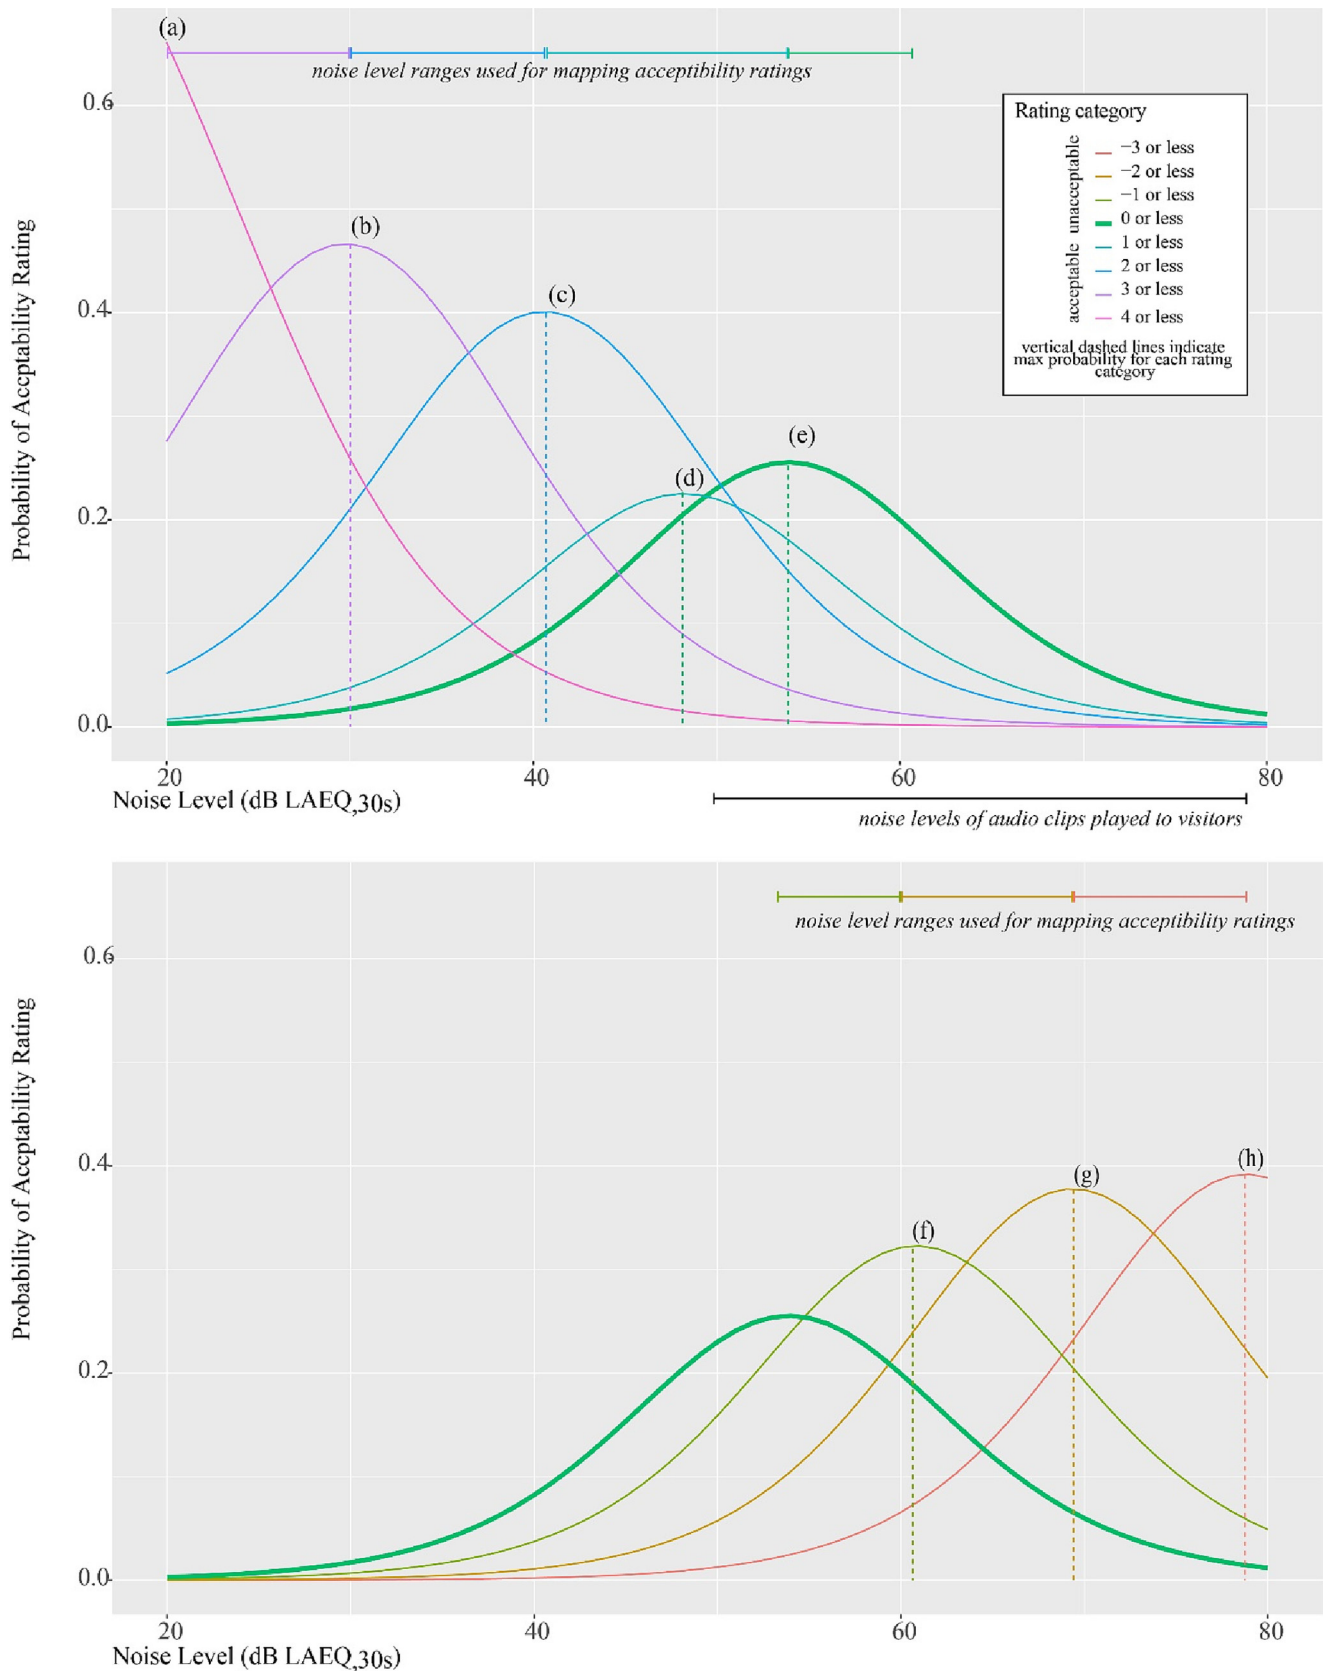 (a)
noise level ranges used for mapping acceptibility ratings
0.6
Rating category
unacceptable
acceptable
−3 or less
−2 or less
−1 or less
0 or less
1 or less
2 or less
3 or less
4 or less
vertical dashed lines indicate
max probability for each rating
category
(b)
(c)
0.4
(e)
(d)
0.2
0.0
Probability of Accptability Rating
20
40
60
80
Noise Level (dB LAEQ,30s)
noise levels of audio clips played to visitors
noise level ranges used for mapping acceptibility ratings
0.6
0.4
(h)
(g)
(f)
0.2
0.0
Probability of Accptability Rating
20
40
60
80
Noise Level (dB LAEQ,30s)